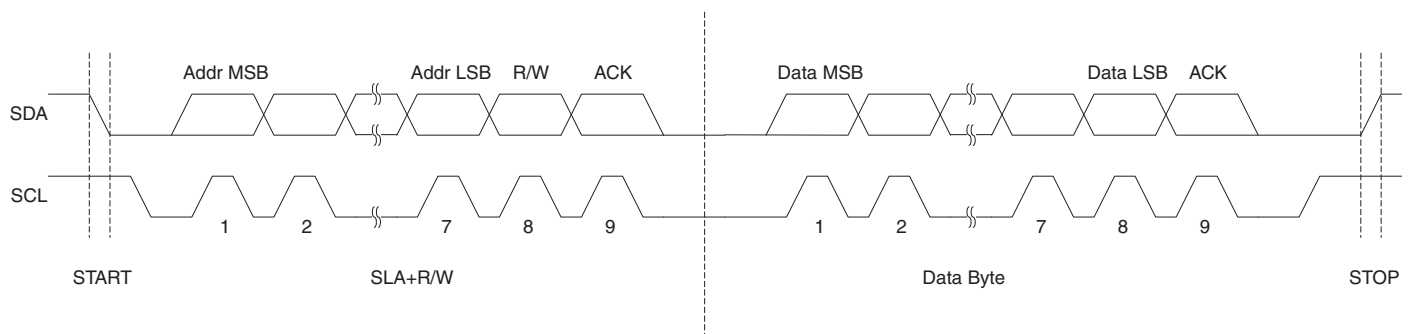 Addr MSB Addr LSB R/W ACK Data MSB Data LSB ACK
SDA
SCL
1 2 7 8 9 1 2 7 8 9
START SLA+R/W Data Byte STOP